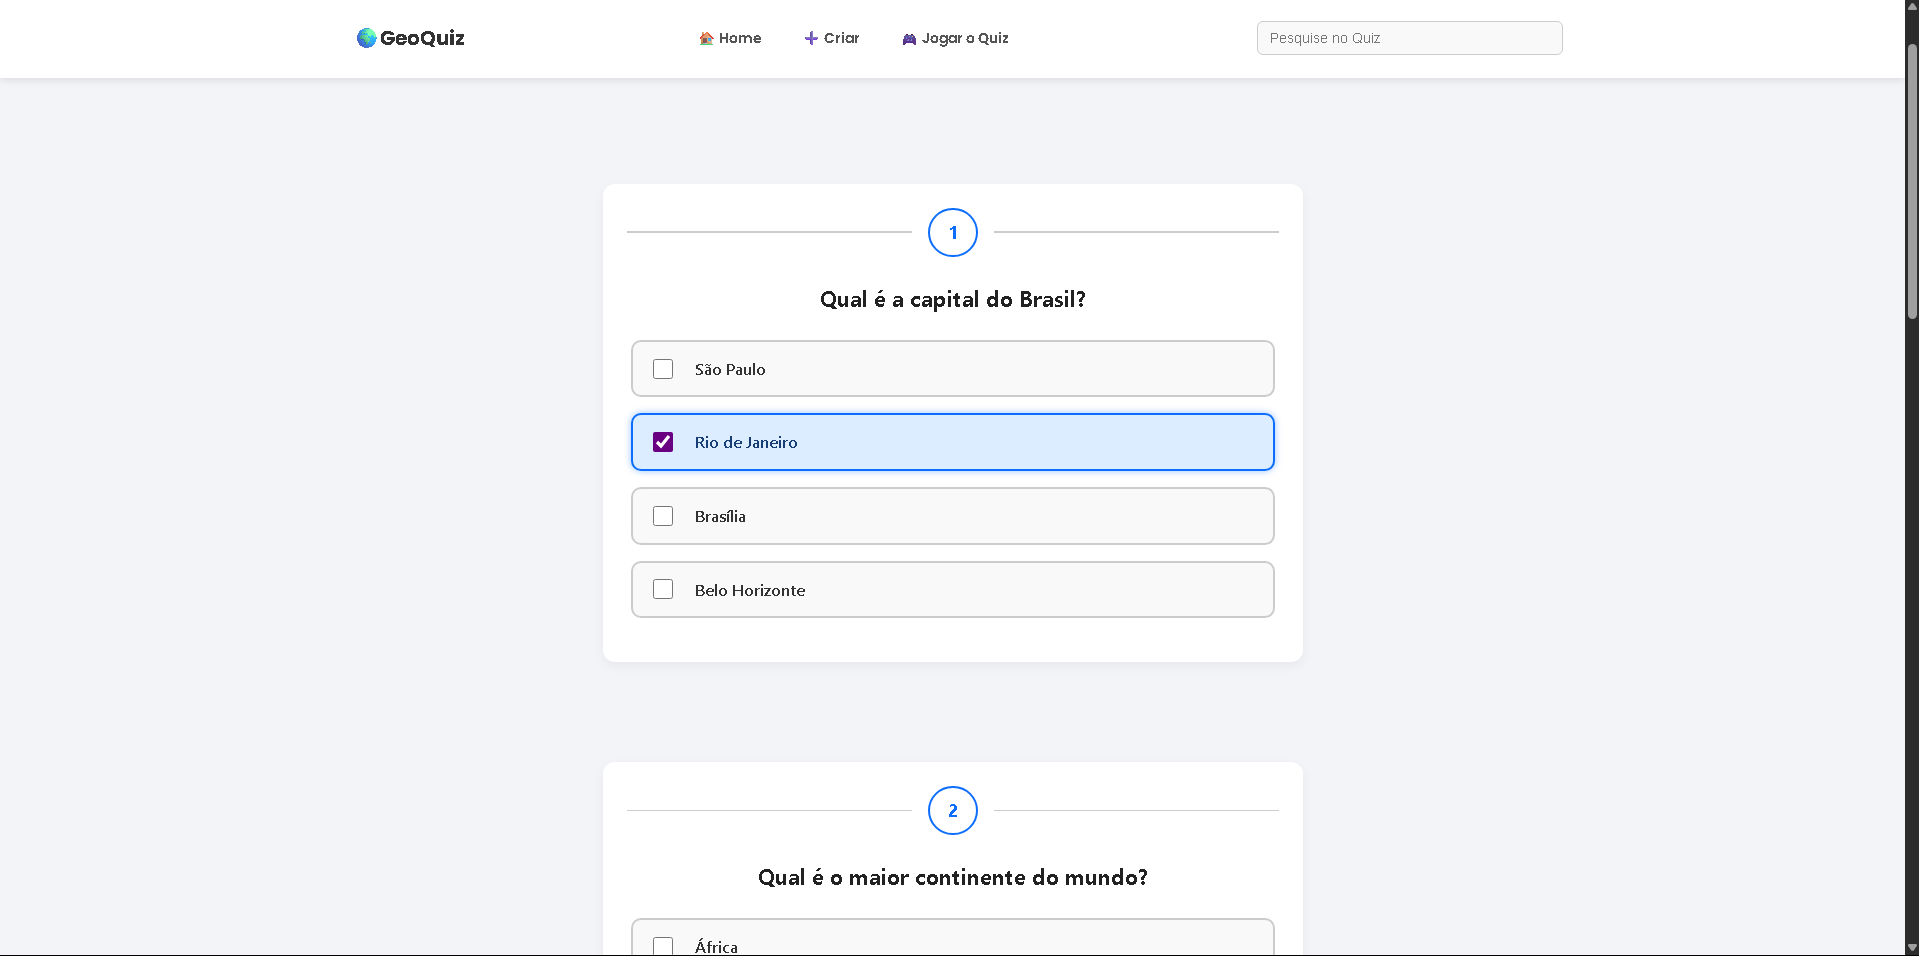 GeoQuiz
Home
Criar
Jogar o Quiz
Pesquise no Quiz
1
Qual é a capital do Brasil?
São Paulo
Rio de Janeiro
Brasília
Belo Horizonte
2
Qual é o maior continente do mundo?
África